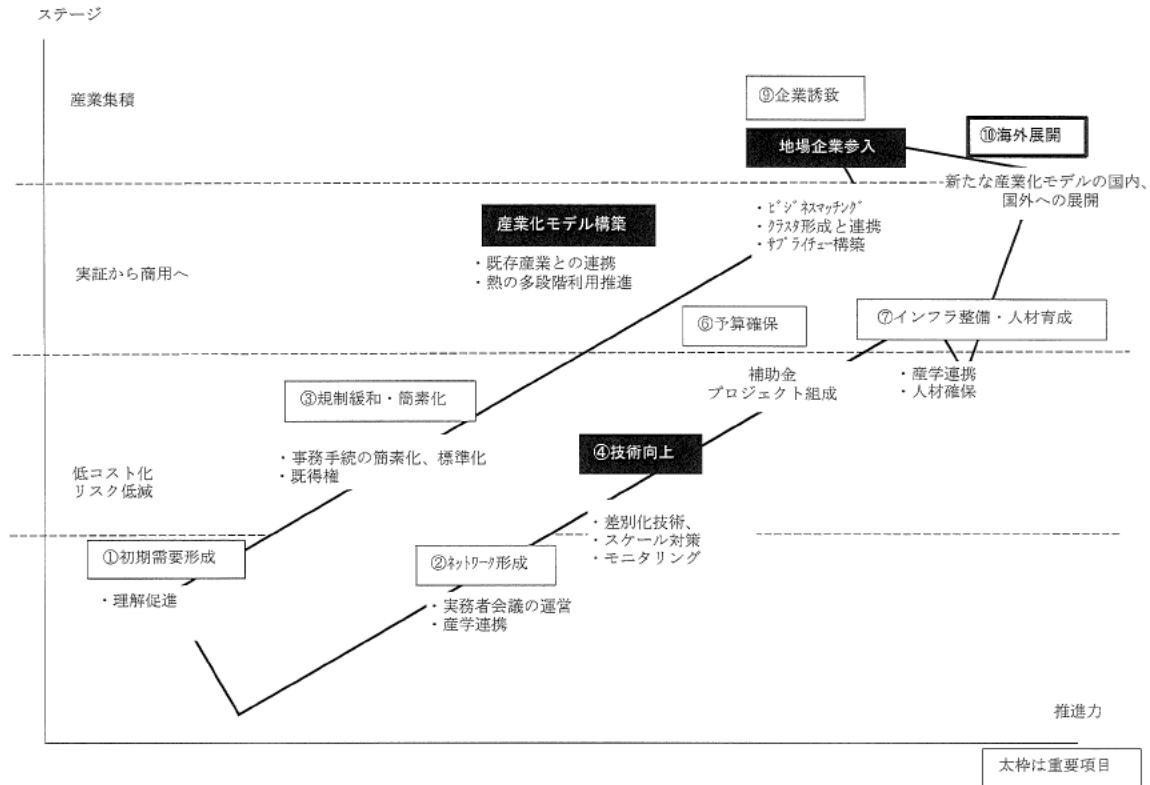 ステージ
産業集積
⑨企業誘致
地場企業参入
⑩海外展開
新たな産業化モデルの国内、
国外への展開
・ﾋﾞｼﾞﾈｽマッチング
・ｸﾗｽﾀ形成と連携
・ｻﾌﾟﾗｲﾁｪｰ構築
産業化モデル構築
・既存産業との連携
・熱の多段階利用推進
実証から商用へ
⑥予算確保
補助金
プロジェクト組成
⑦インフラ整備・人材育成
・産学連携
・人材確保
③規制緩和・簡素化
・事務手続の簡素化、標準化
・既得権
④技術向上
・差別化技術、
・スケール対策
・モニタリング
低コスト化
リスク低減
①初期需要形成
・理解促進
②ﾈｯﾄﾜｰｸ形成
・実務者会議の運営
・産学連携
推進力
太枠は重要項目